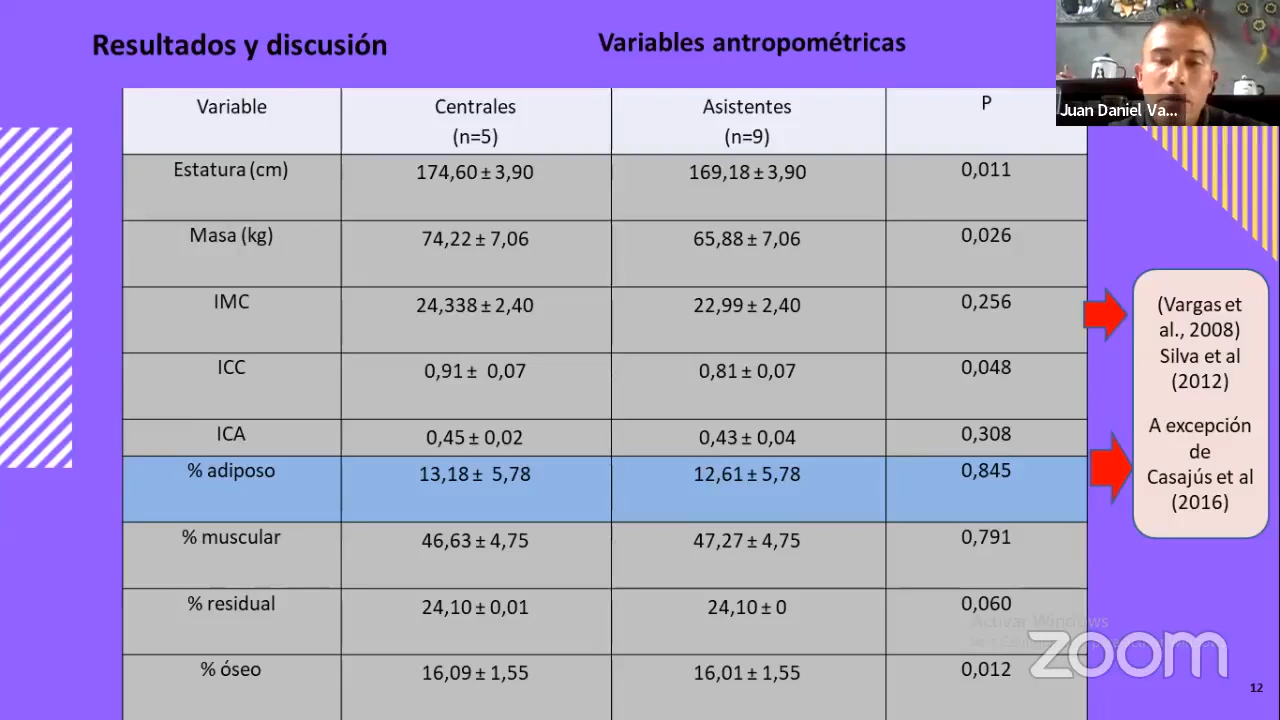 Resultados y discusión
Variables antropométricas
Juan Daniel Va...
Variable Centrales (n=5) Asistentes (n=9) P
Estatura (cm) 174,60 ± 3,90 169,18 ± 3,90 0,011
Masa (kg) 74,22 ± 7,06 65,88 ± 7,06 0,026
IMC 24,338 ± 2,40 22,99 ± 2,40 0,256
ICC 0,91 ± 0,07 0,81 ± 0,07 0,048
ICA 0,45 ± 0,02 0,43 ± 0,04 0,308
% adiposo 13,18 ± 5,78 12,61 ± 5,78 0,845
% muscular 46,63 ± 4,75 47,27 ± 4,75 0,791
% residual 24,10 ± 0,01 24,10 ± 0 0,060
% óseo 16,09 ± 1,55 16,01 ± 1,55 0,012
(Vargas et
al., 2008)
Silva et al
(2012)
A excepción
de
Casajús et al
(2016)
Activar Windows
zoom
12